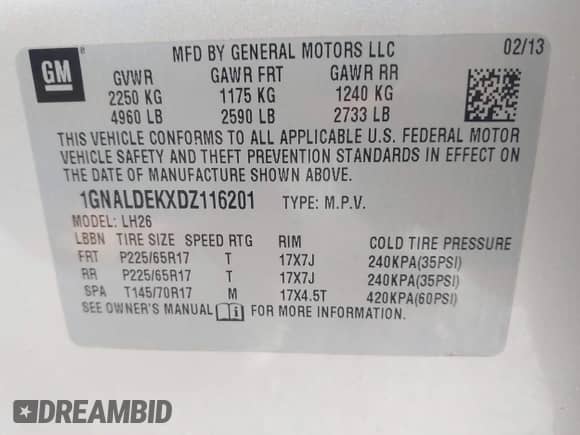 GM
MFD BY GENERAL MOTORS LLC 02/13
GVWR GAWR FRT GAWR RR
2250 KG 1175 KG 1240 KG
4960 LB 2590 LB 2733 LB
THIS VEHICLE CONFORMS TO ALL APPLICABLE U.S. FEDERAL MOTOR
VEHICLE SAFETY AND THEFT PREVENTION STANDARDS IN EFFECT ON
THE DATE OF MANUFACTURE SHOWN ABOVE.
1GNALDEKXDZ116201 TYPE: M.P.V.
MODEL: LH26
LBBN TIRE SIZE SPEED RTG RIM COLD TIRE PRESSURE
FRT P225/65R17 T 17X7J 240KPA(35PSI)
RR P225/65R17 T 17X7J 240KPA(35PSI)
SPA T145/70R17 M 17X4.5T 420KPA(60PSI)
SEE OWNER'S MANUAL FOR MORE INFORMATION.
DREAMBID